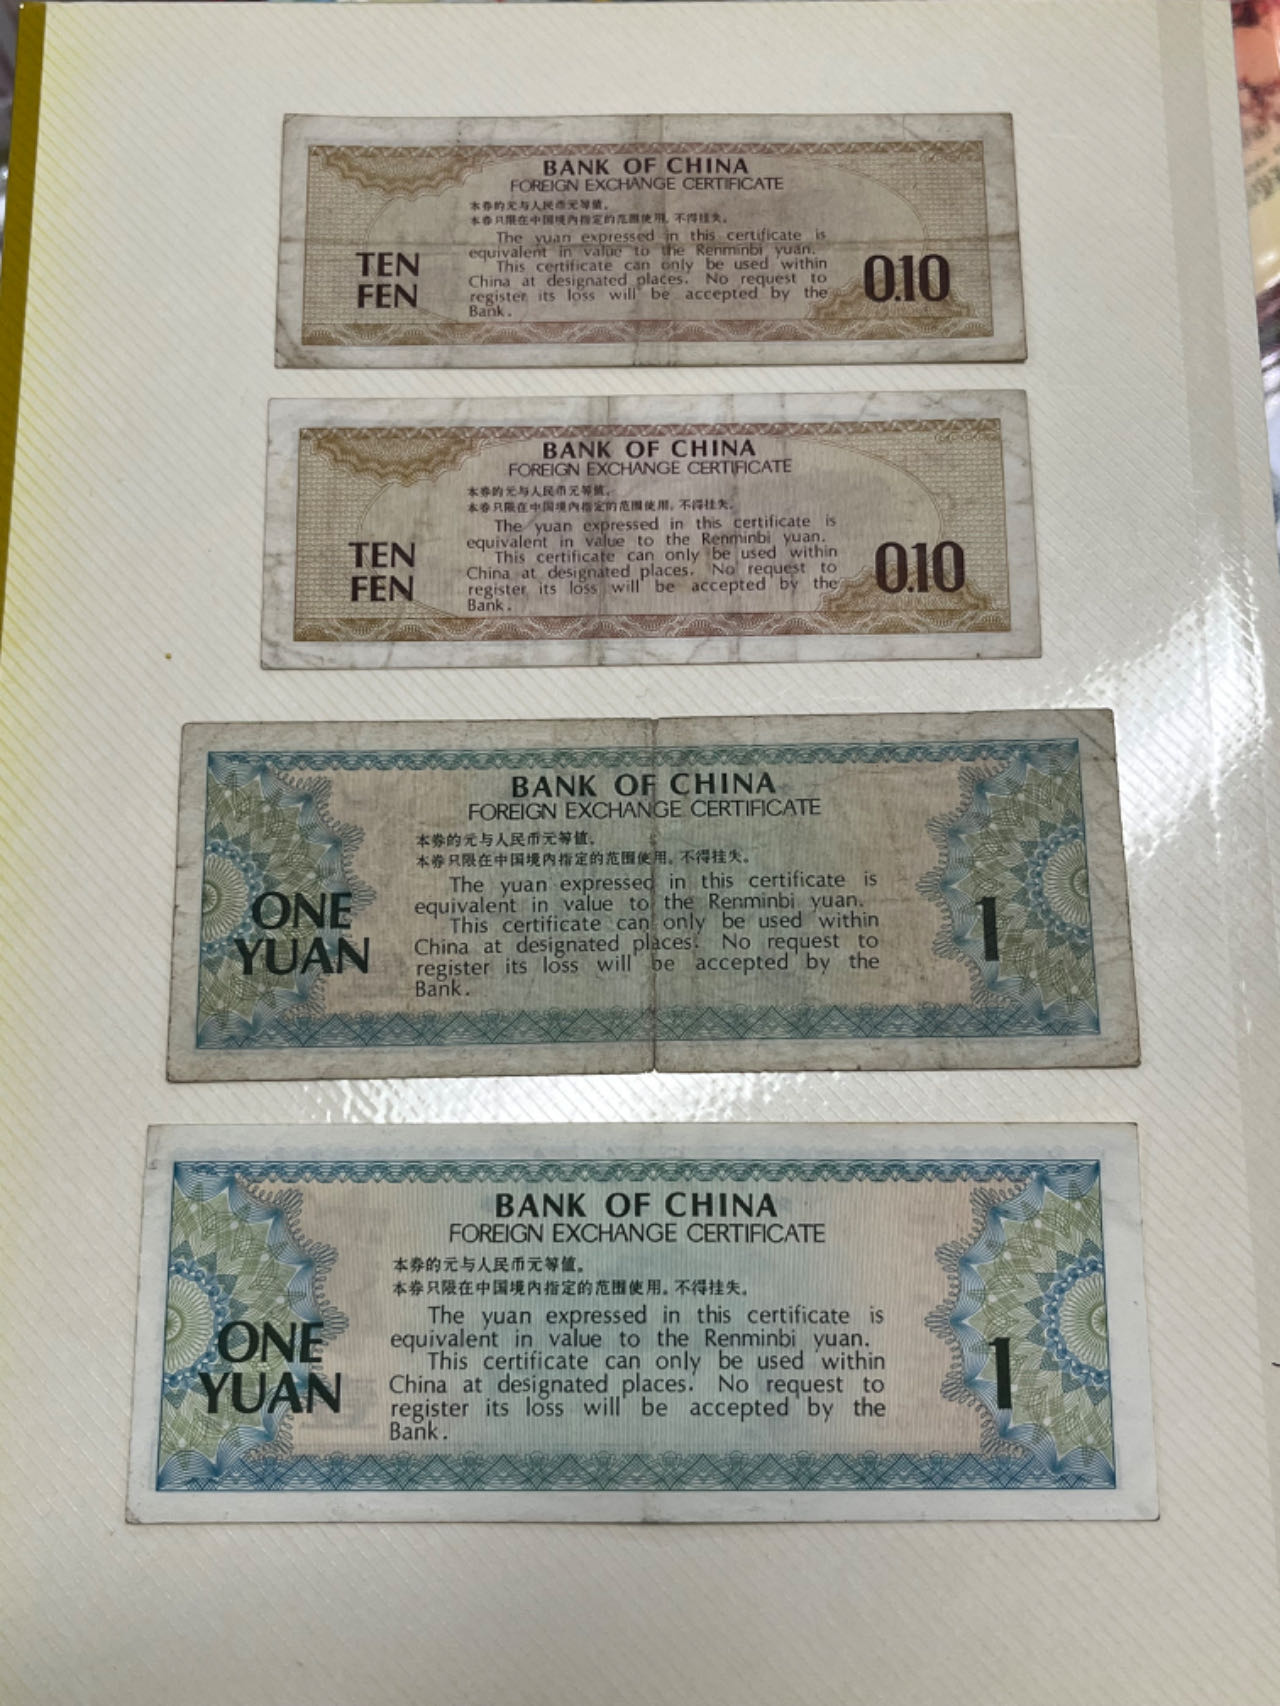 BANK OF CHINA
FOREIGN EXCHANGE CERTIFICATE
本券的元与人民币元等值。
本券只限在中国境内指定的范围使用。不得挂失。
The yuan expressed in this certificate is
equivalent in value to the Renminbi yuan.
This certificate can only be used within
China at designated places. No request to
register its loss will be accepted by the
Bank.
TEN
FEN
0.10
BANK OF CHINA
FOREIGN EXCHANGE CERTIFICATE
本券的元与人民币元等值。
本券只限在中国境内指定的范围使用。不得挂失。
The yuan expressed in this certificate is
equivalent in value to the Renminbi yuan.
This certificate can only be used within
China at designated places. No request to
register its loss will be accepted by the
Bank.
TEN
FEN
0.10
BANK OF CHINA
FOREIGN EXCHANGE CERTIFICATE
本券的元与人民币元等值。
本券只限在中国境内指定的范围使用。不得挂失。
The yuan expressed in this certificate is
equivalent in value to the Renminbi yuan.
This certificate can only be used within
China at designated places. No request to
register its loss will be accepted by the
Bank.
ONE
YUAN
1
BANK OF CHINA
FOREIGN EXCHANGE CERTIFICATE
本券的元与人民币元等值。
本券只限在中国境内指定的范围使用。不得挂失。
The yuan expressed in this certificate is
equivalent in value to the Renminbi yuan.
This certificate can only be used within
China at designated places. No request to
register its loss will be accepted by the
Bank.
ONE
YUAN
1